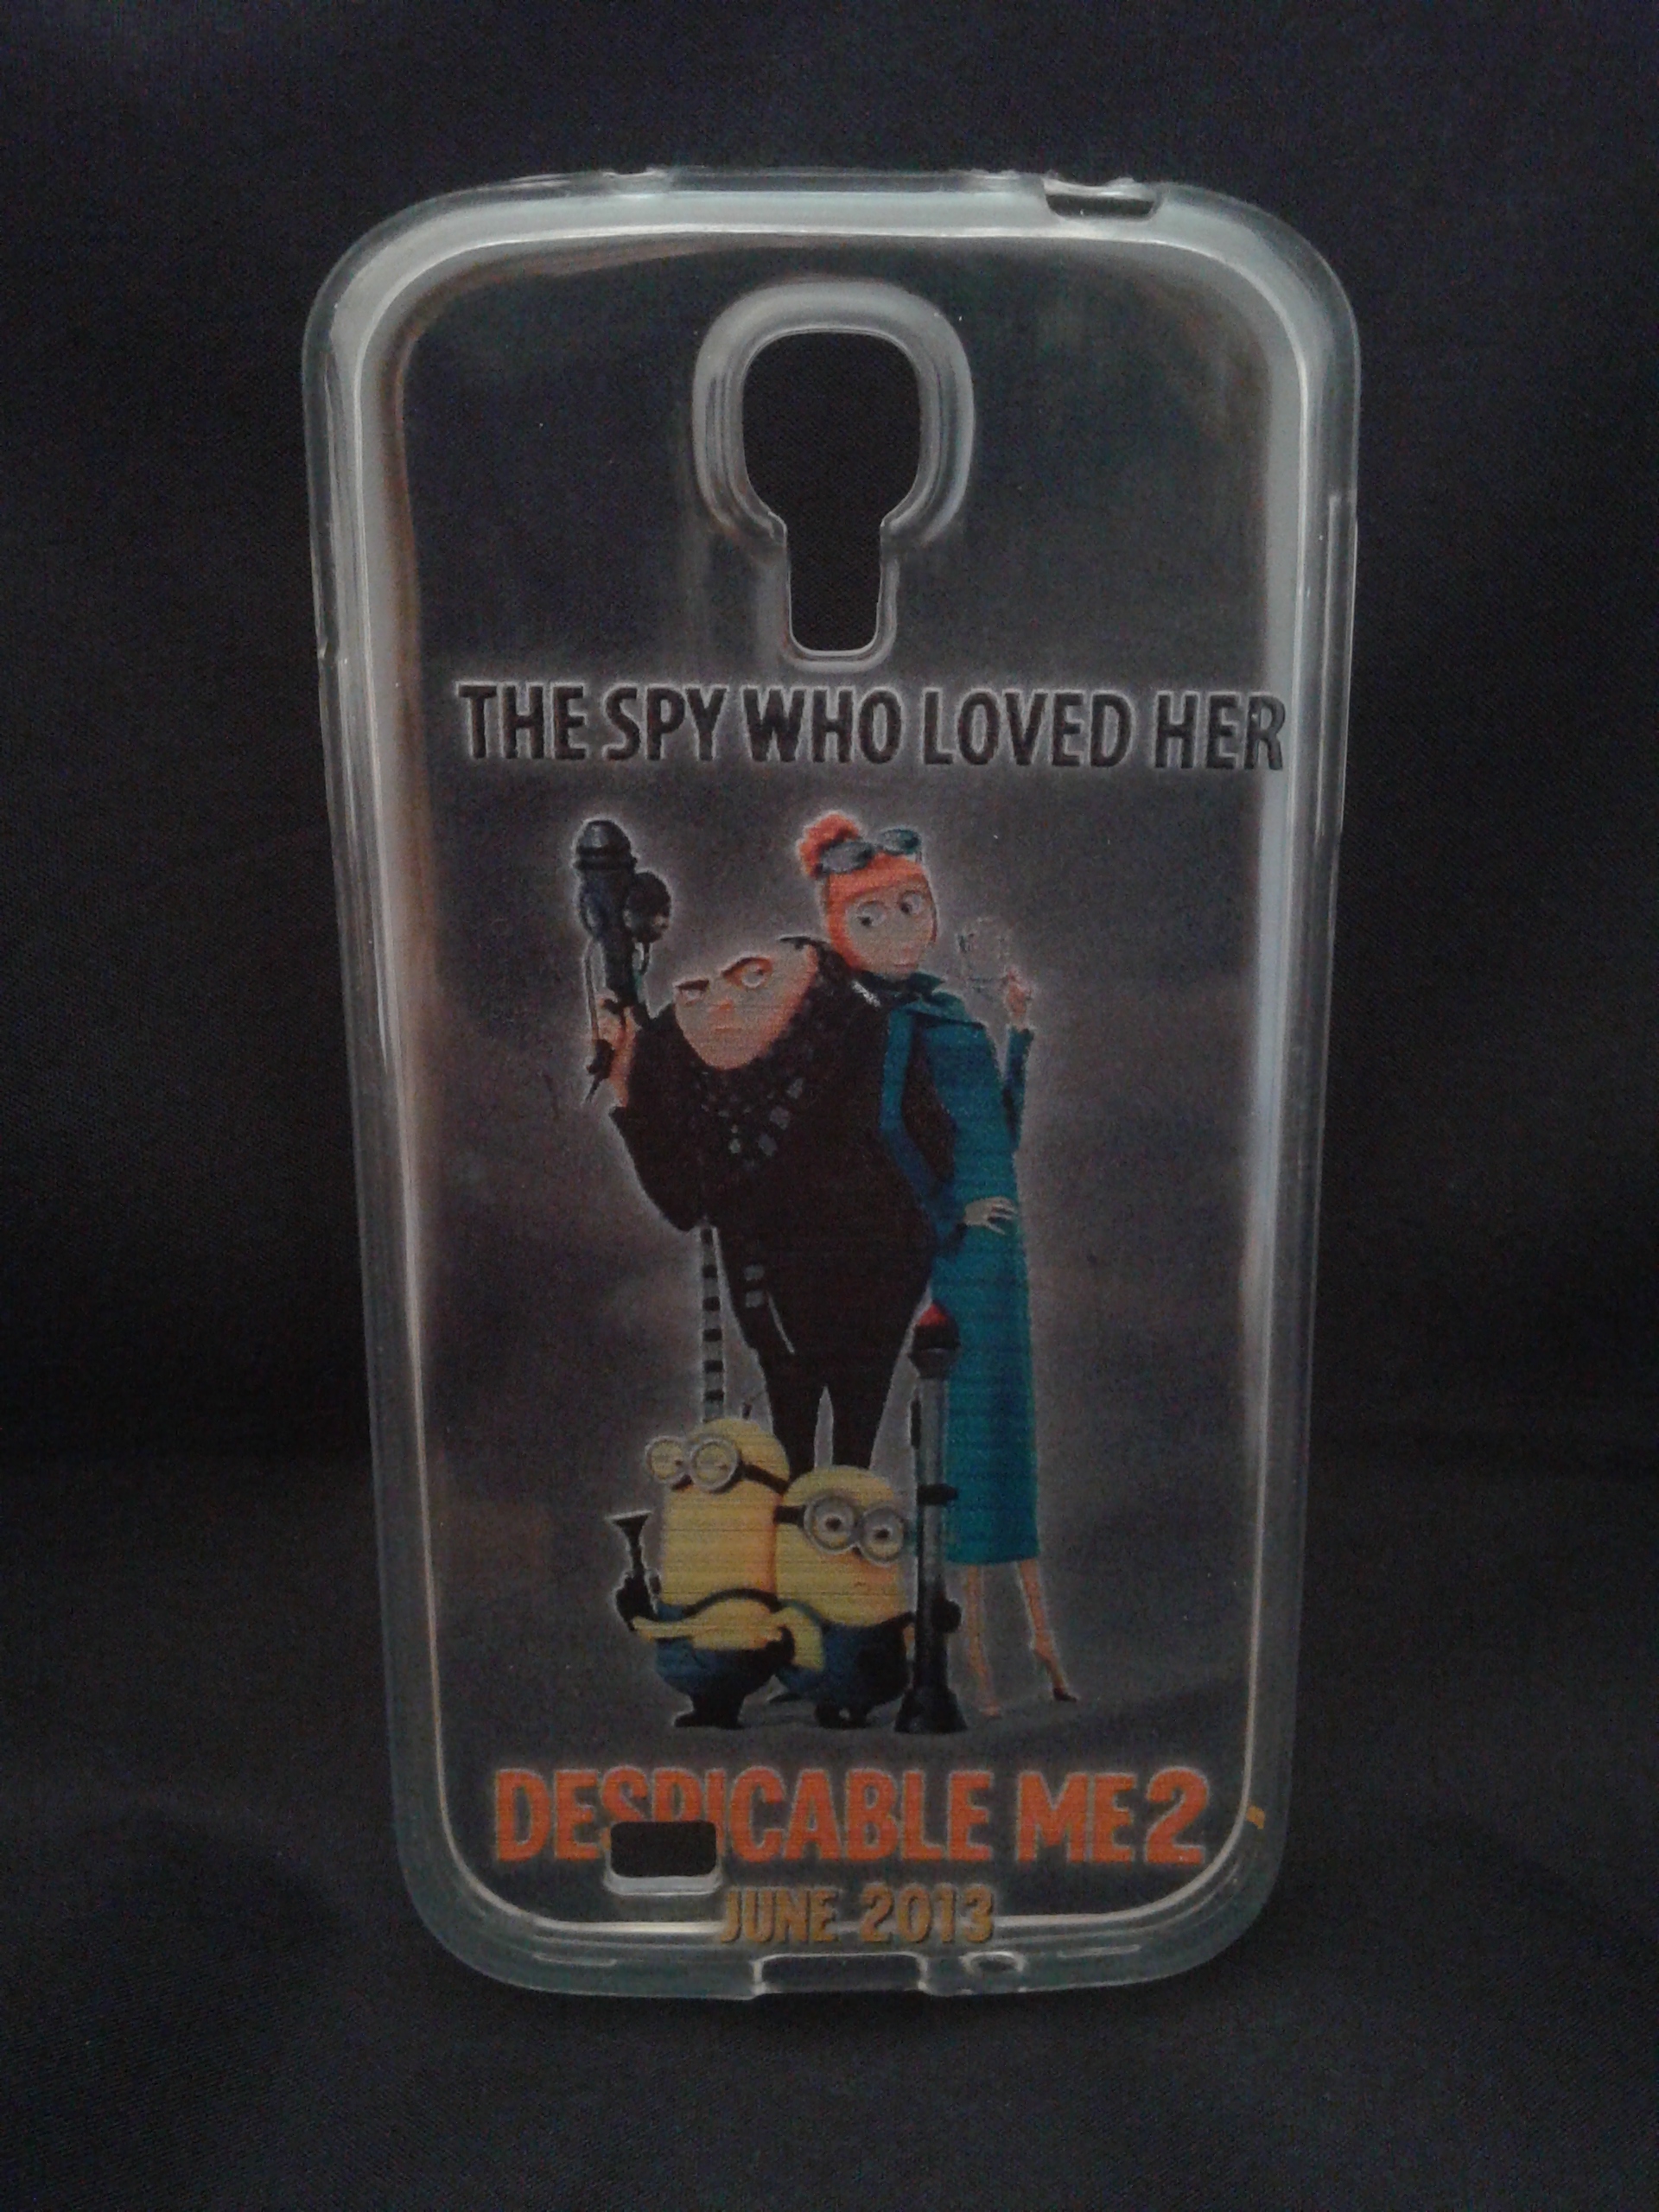 THE SPY WHO LOVED HER
DESPICABLE ME 2
JUNE 2013